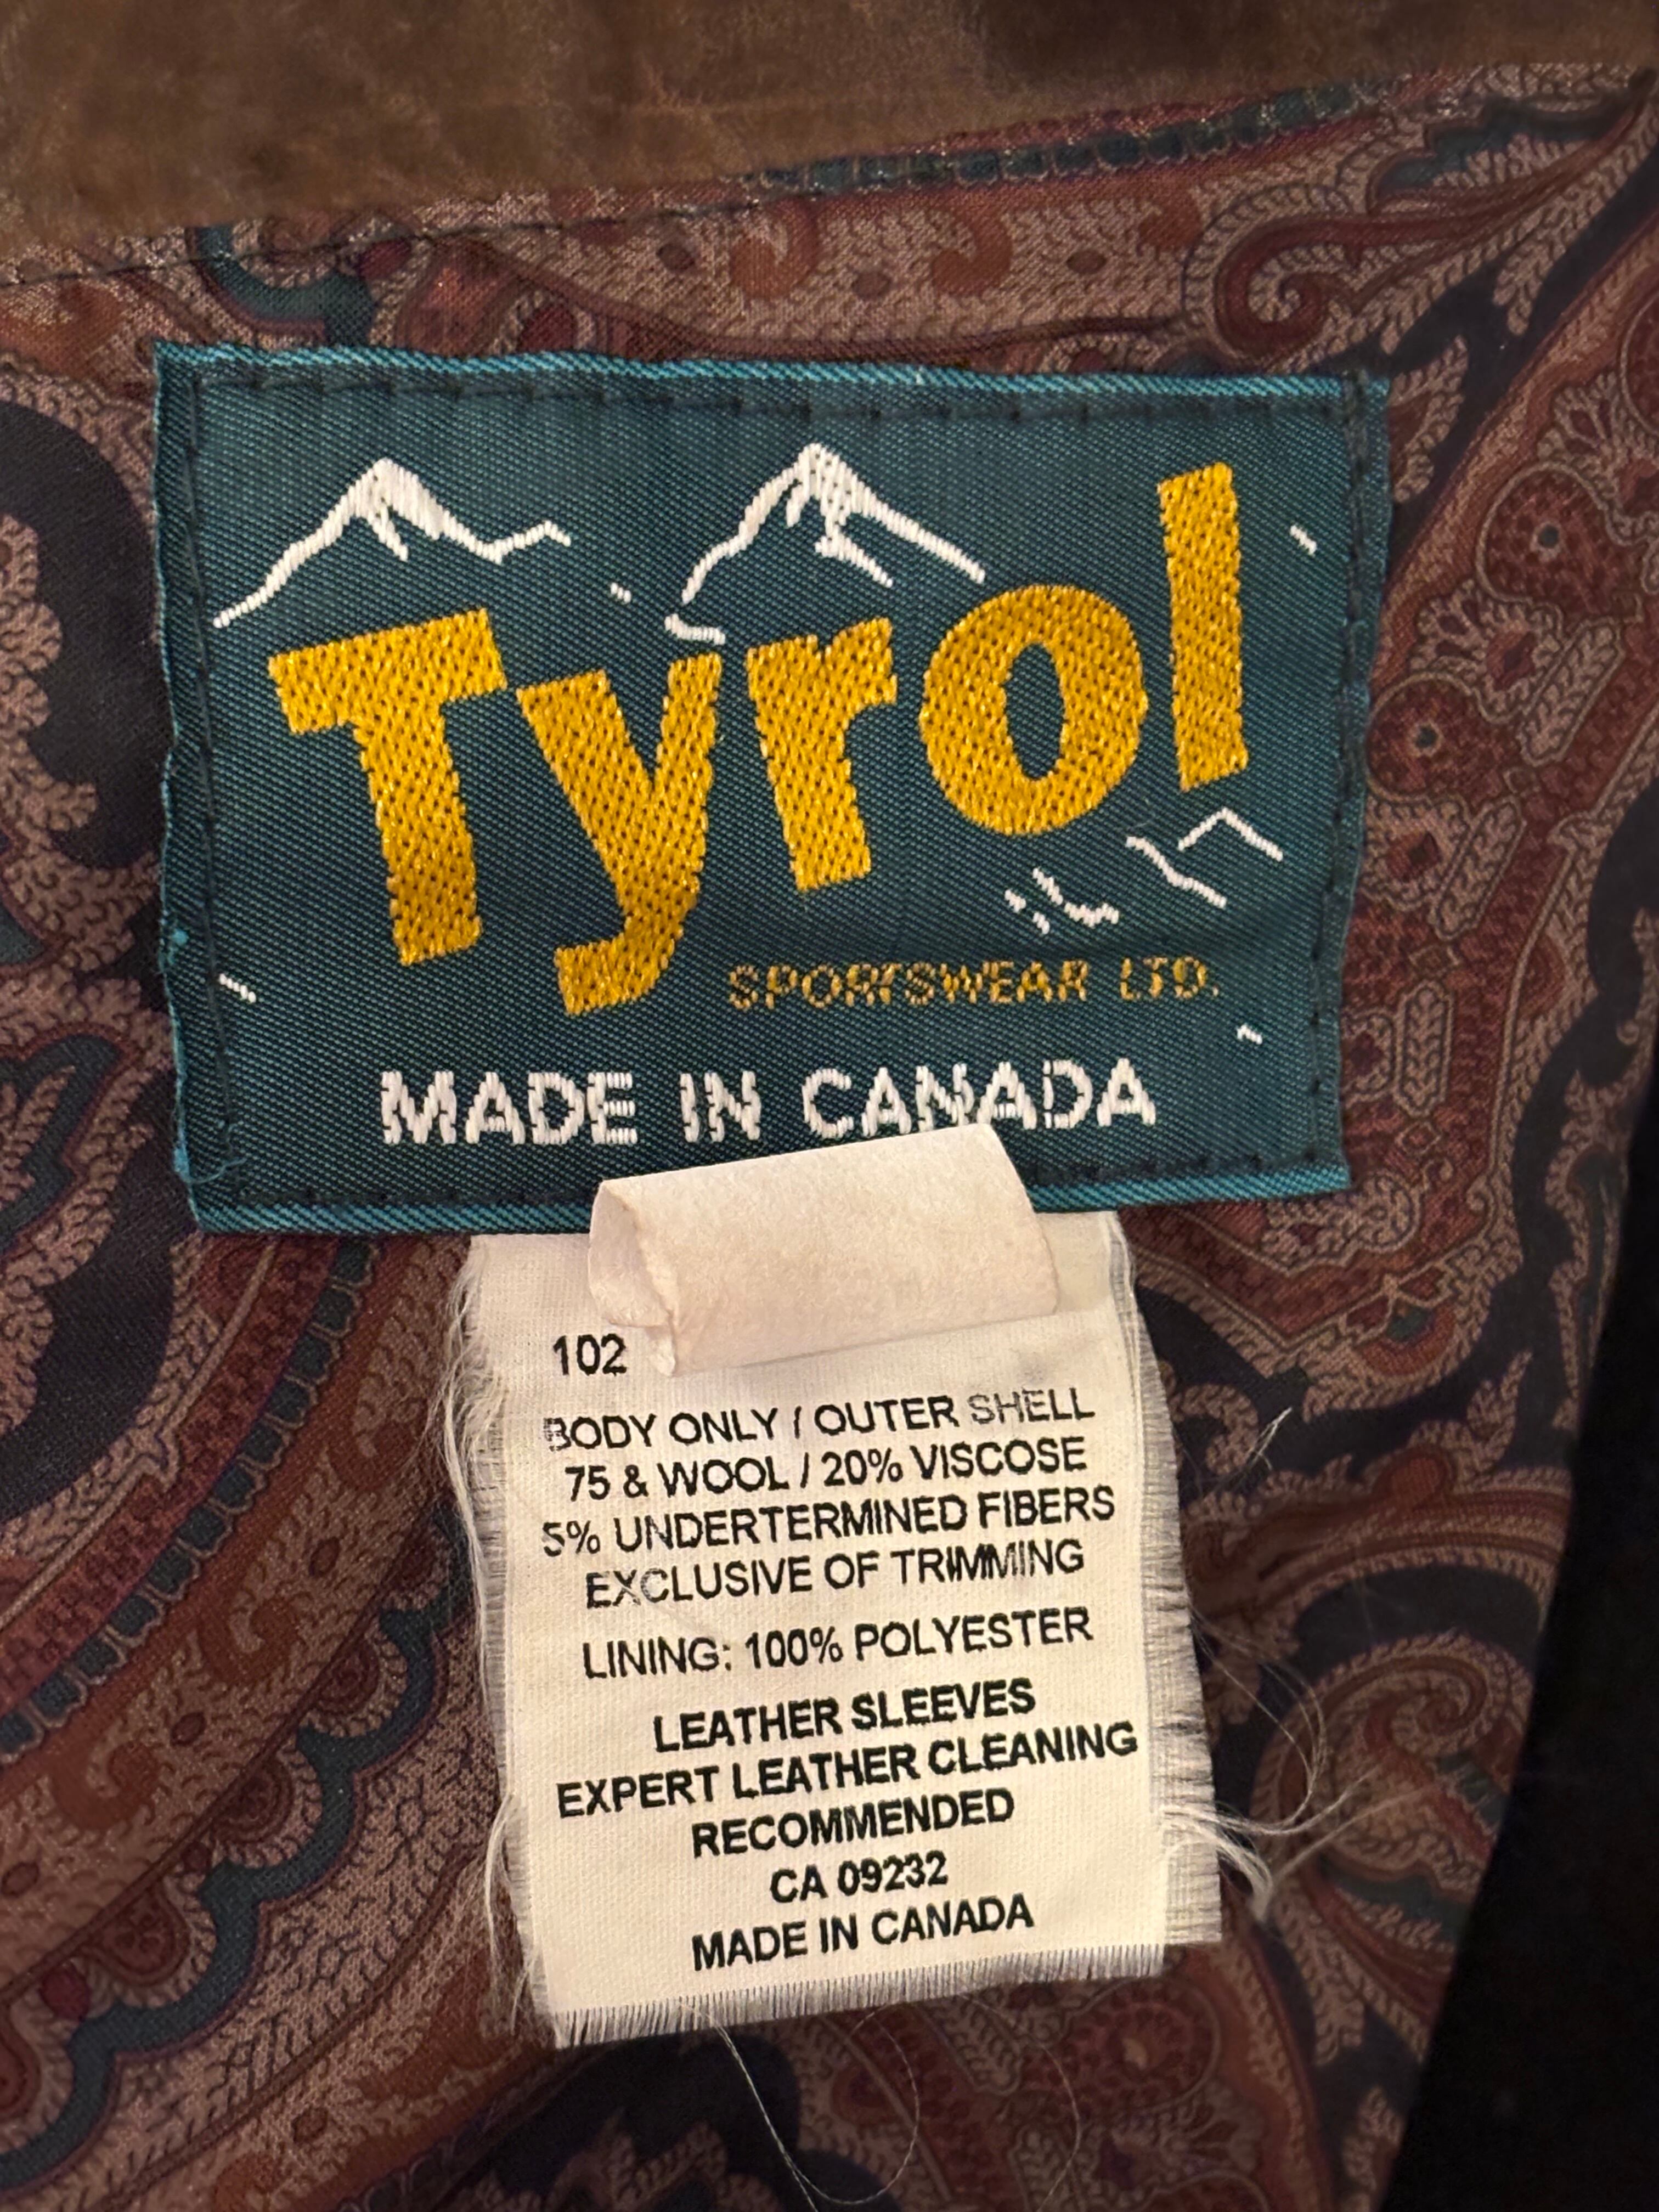 Tyrol
SPORTSWEAR LTD.
MADE IN CANADA
102
BODY ONLY / OUTER SHELL
75 & WOOL / 20% VISCOSE
5% UNDERTERMINED FIBERS
EXCLUSIVE OF TRIMMING
LINING: 100% POLYESTER
LEATHER SLEEVES
EXPERT LEATHER CLEANING
RECOMMENDED
CA 09232
MADE IN CANADA